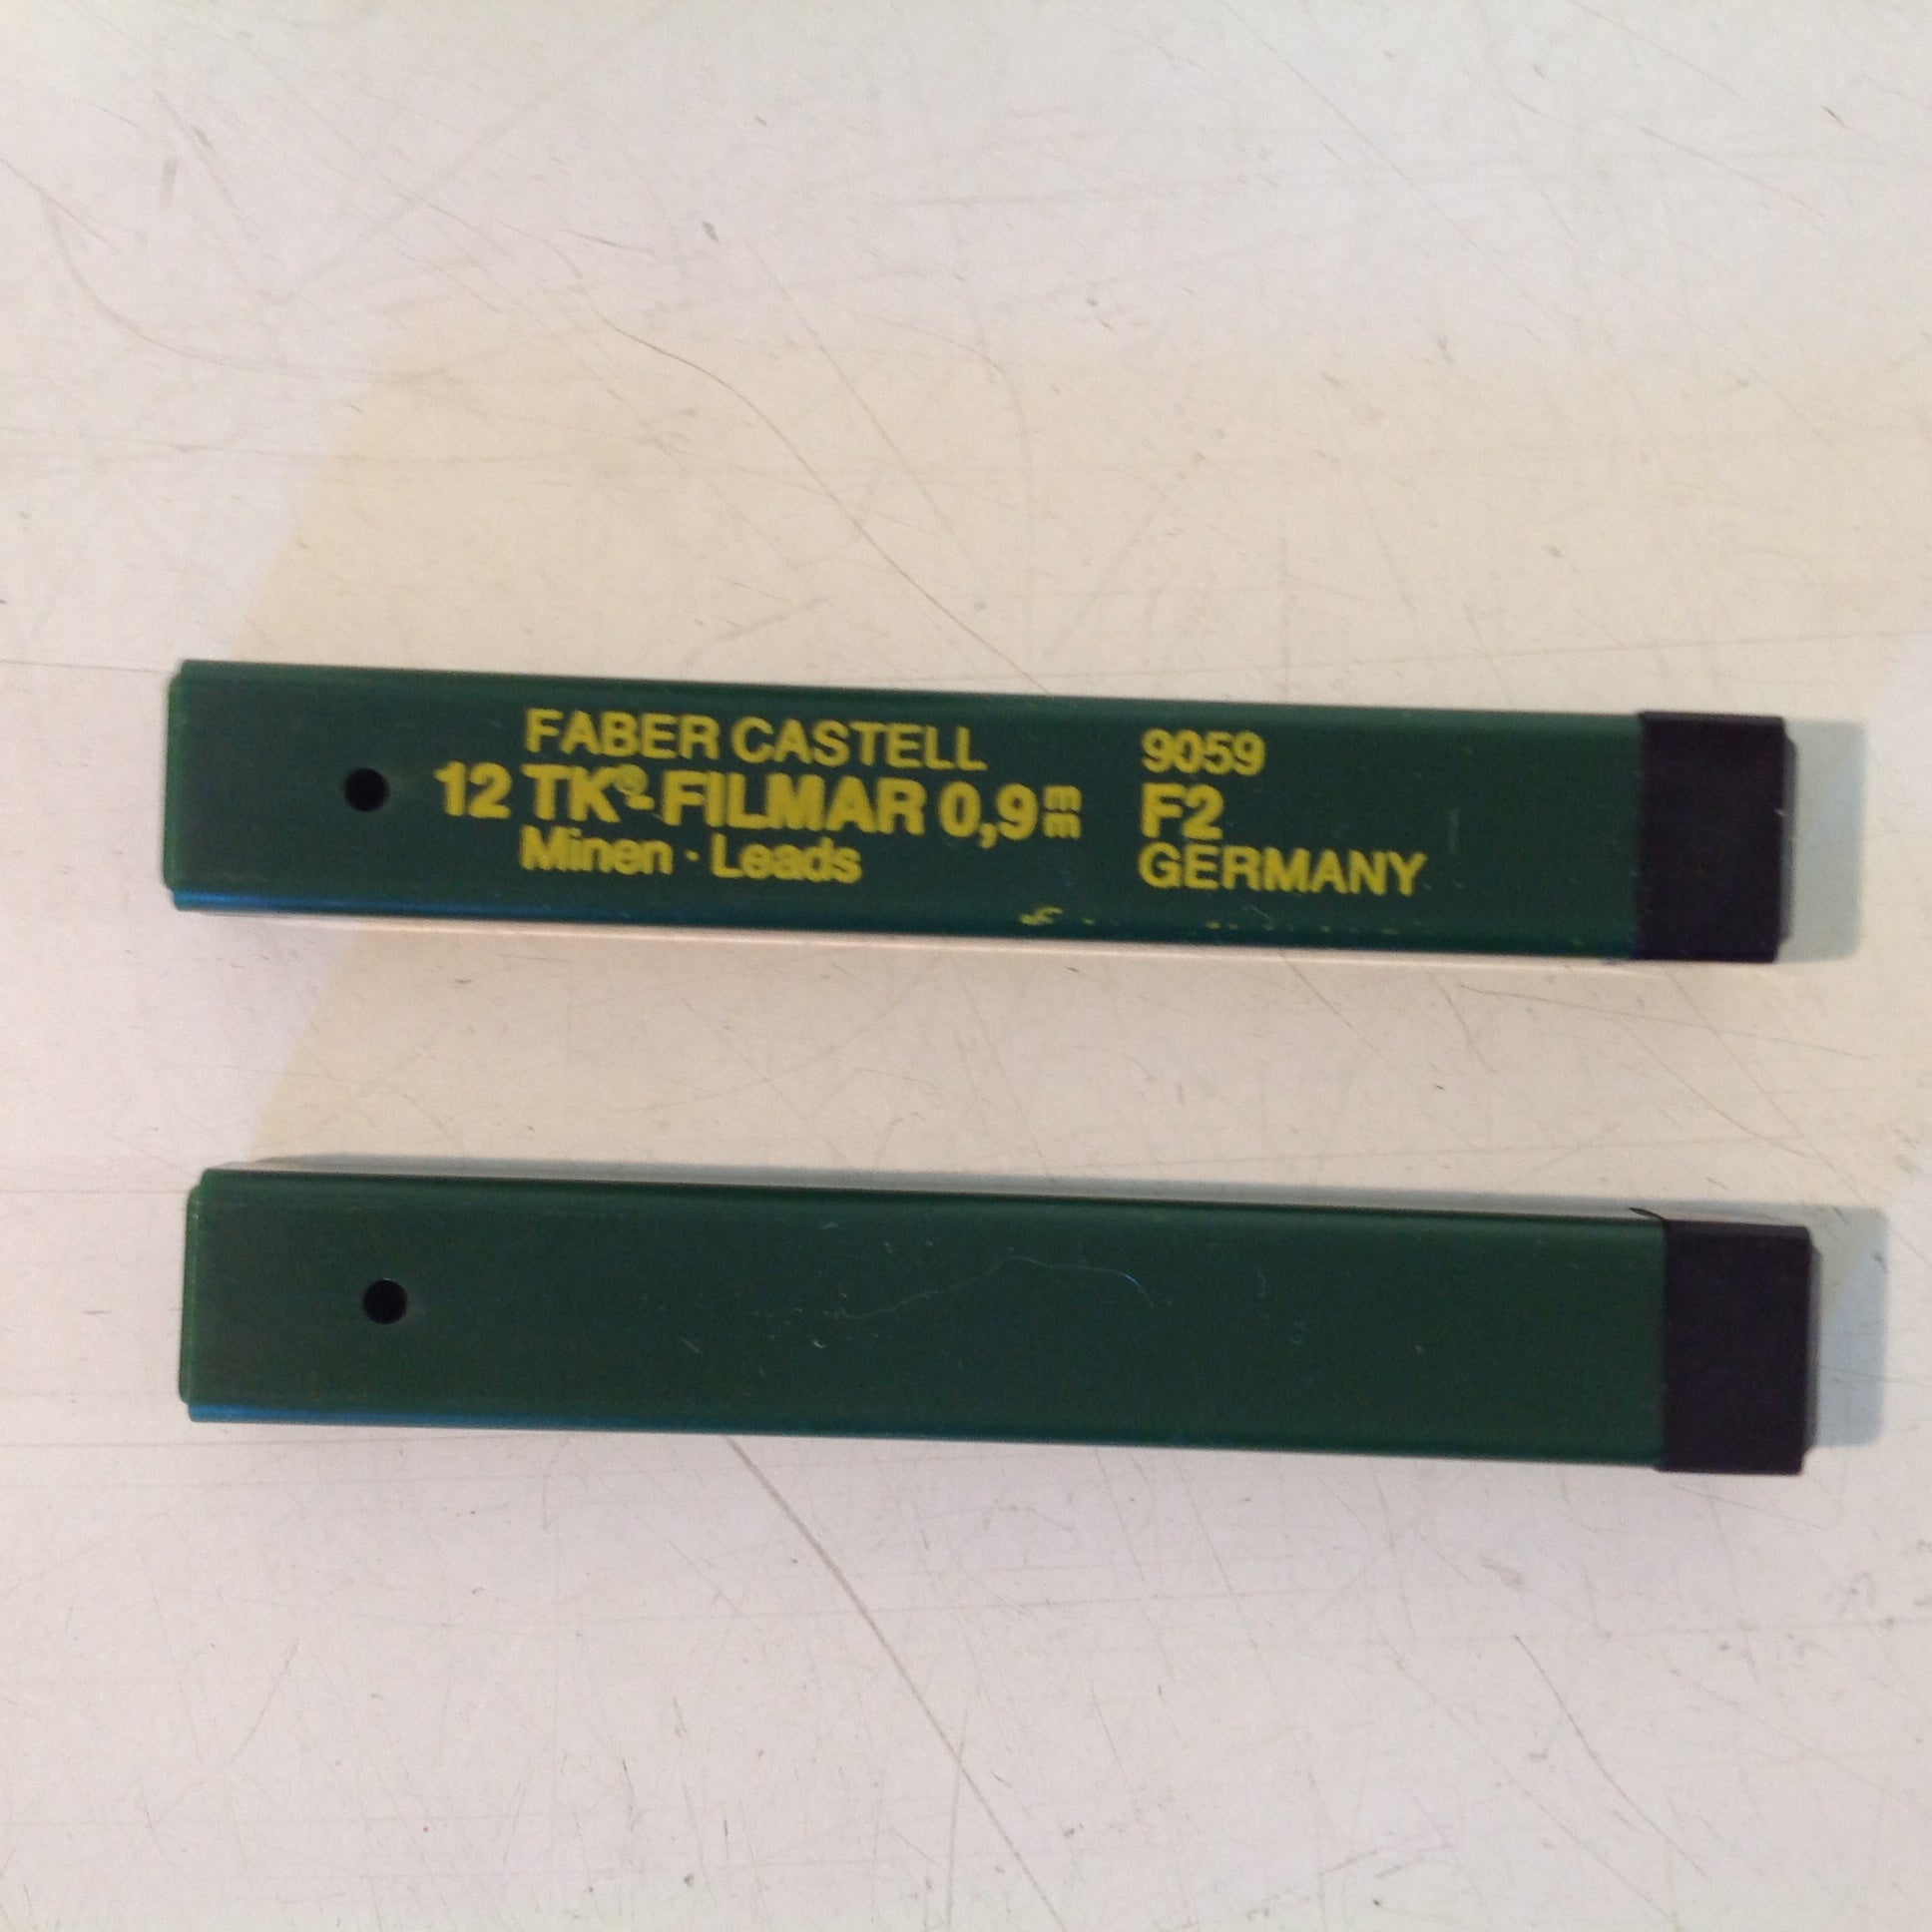 FABER CASTELL
12 TK®-FILMAR 0,9 mm
Minen · Leads
9059
F2
GERMANY